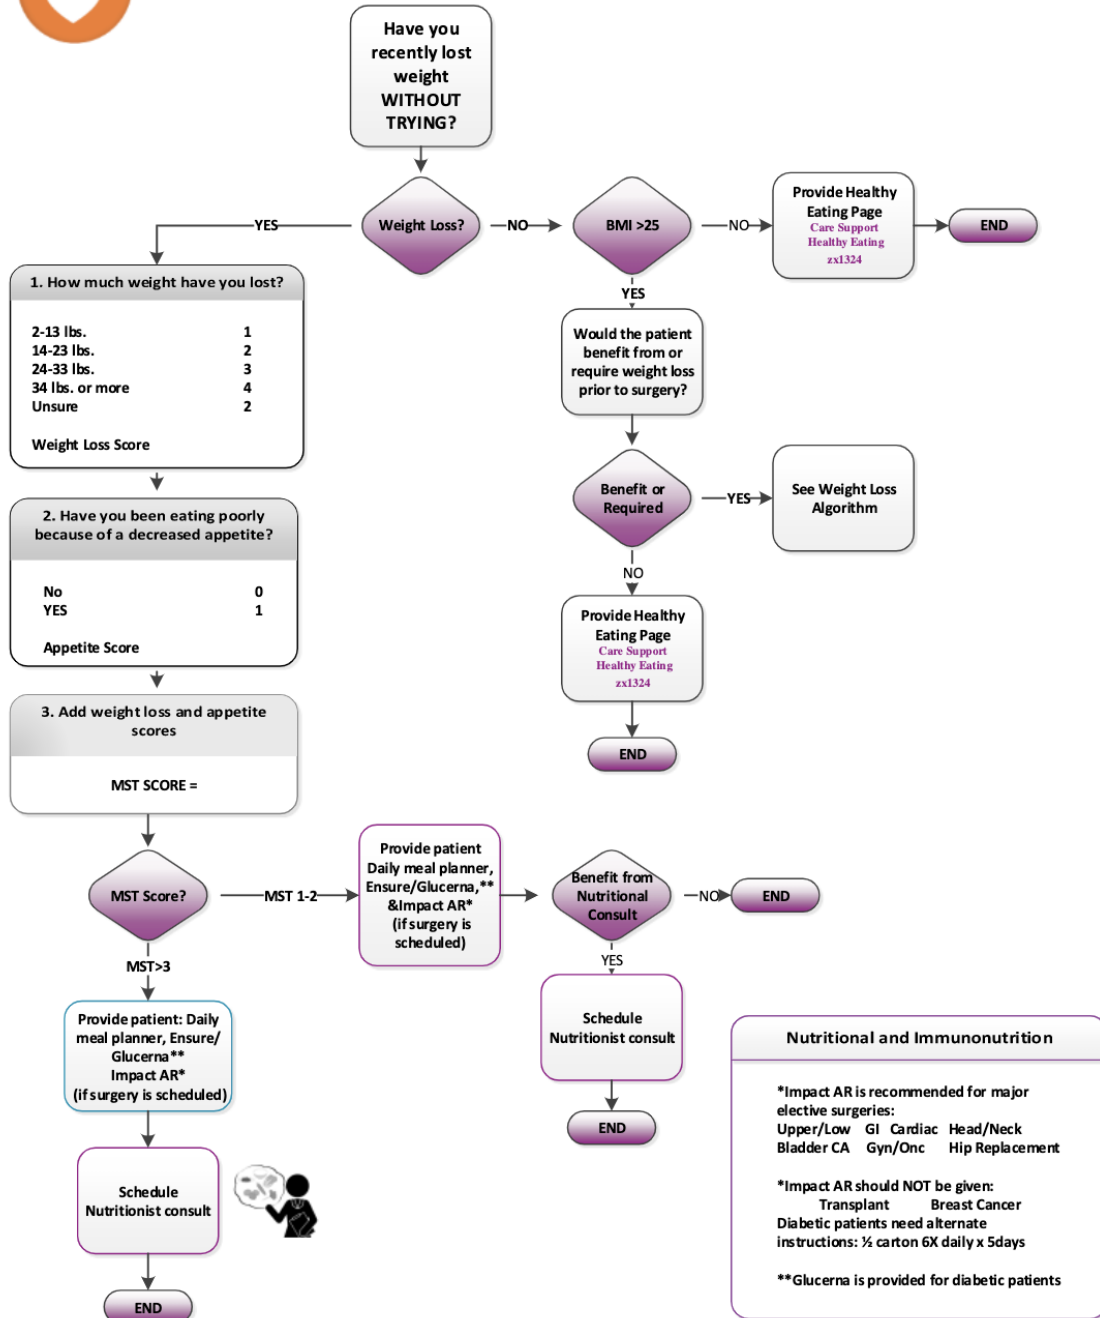 Have you
recently lost
weight
WITHOUT
TRYING?
Weight Loss?
YES
NO
BMI >25
NO
Provide Healthy
Eating Page
Care Support
Healthy Eating
zx1324
END
1. How much weight have you lost?
2-13 lbs. 1
14-23 lbs. 2
24-33 lbs. 3
34 lbs. or more 4
Unsure 2
Weight Loss Score
YES
Would the patient
benefit from or
require weight loss
prior to surgery?
Benefit or
Required
YES
See Weight Loss
Algorithm
NO
Provide Healthy
Eating Page
Care Support
Healthy Eating
zx1324
END
2. Have you been eating poorly
because of a decreased appetite?
No 0
YES 1
Appetite Score
3. Add weight loss and appetite
scores
MST SCORE =
MST Score?
MST 1-2
Provide patient
Daily meal planner,
Ensure/Glucerna,**
&Impact AR*
(if surgery is
scheduled)
Benefit from
Nutritional
Consult
NO
END
YES
Schedule
Nutritionist consult
END
MST>3
Provide patient: Daily
meal planner, Ensure/
Glucerna**
Impact AR*
(if surgery is scheduled)
Schedule
Nutritionist consult
END
Nutritional and Immunonutrition
*Impact AR is recommended for major
elective surgeries:
Upper/Low GI Cardiac Head/Neck
Bladder CA Gyn/Onc Hip Replacement
*Impact AR should NOT be given:
Transplant Breast Cancer
Diabetic patients need alternate
instructions: ½ carton 6X daily x 5days
**Glucerna is provided for diabetic patients